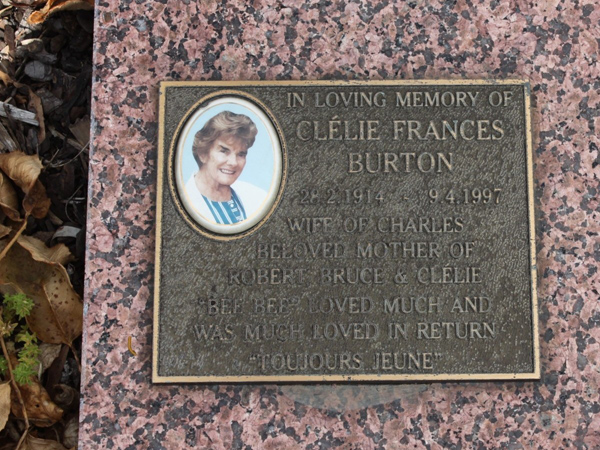 IN LOVING MEMORY OF
CLÉLIE FRANCES
BURTON
28.2.1914 9.4.1997
WIFE OF CHARLES
BELOVED MOTHER OF
ROBERT, BRUCE & CLÉLIE
"BEE BEE" LOVED MUCH AND
WAS MUCH LOVED IN RETURN
"TOUJOURS JEUNE"